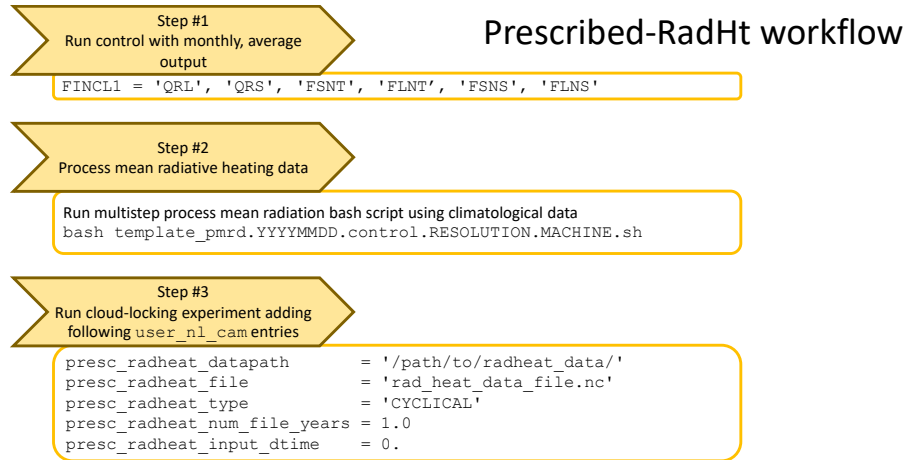 Prescribed-RadHt workflow
Step #1
Run control with monthly, average
output
FINCL1 = 'QRL', 'QRS', 'FSNT', 'FLNT’, 'FSNS', 'FLNS'
Step #2
Process mean radiative heating data
Run multistep process mean radiation bash script using climatological data
bash template_pmrd.YYYYMMDD.control.RESOLUTION.MACHINE.sh
Step #3
Run cloud-locking experiment adding
following user_nl_cam entries
presc_radheat_datapath = '/path/to/radheat_data/'
presc_radheat_file = 'rad_heat_data_file.nc'
presc_radheat_type = 'CYCLICAL'
presc_radheat_num_file_years = 1.0
presc_radheat_input_dtime = 0.